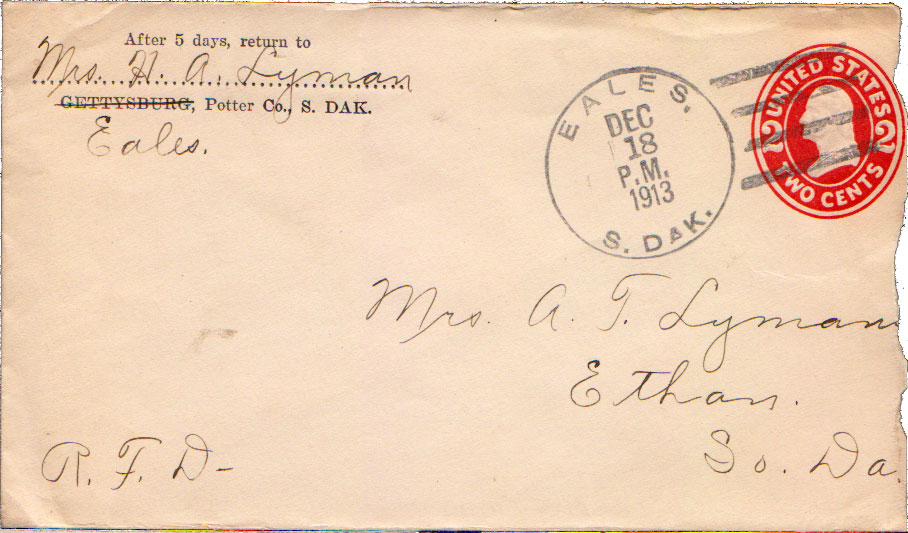 After 5 days, return to
Mrs. H. A. Lyman
GETTYSBURG, Potter Co., S. DAK.
Eales.
EALES.
DEC
18
P.M.
1913
S. DAK.
UNITED STATES
2 2
TWO CENTS
Mrs. A. T. Lyman
Ethan.
So. Da.
R. F. D-